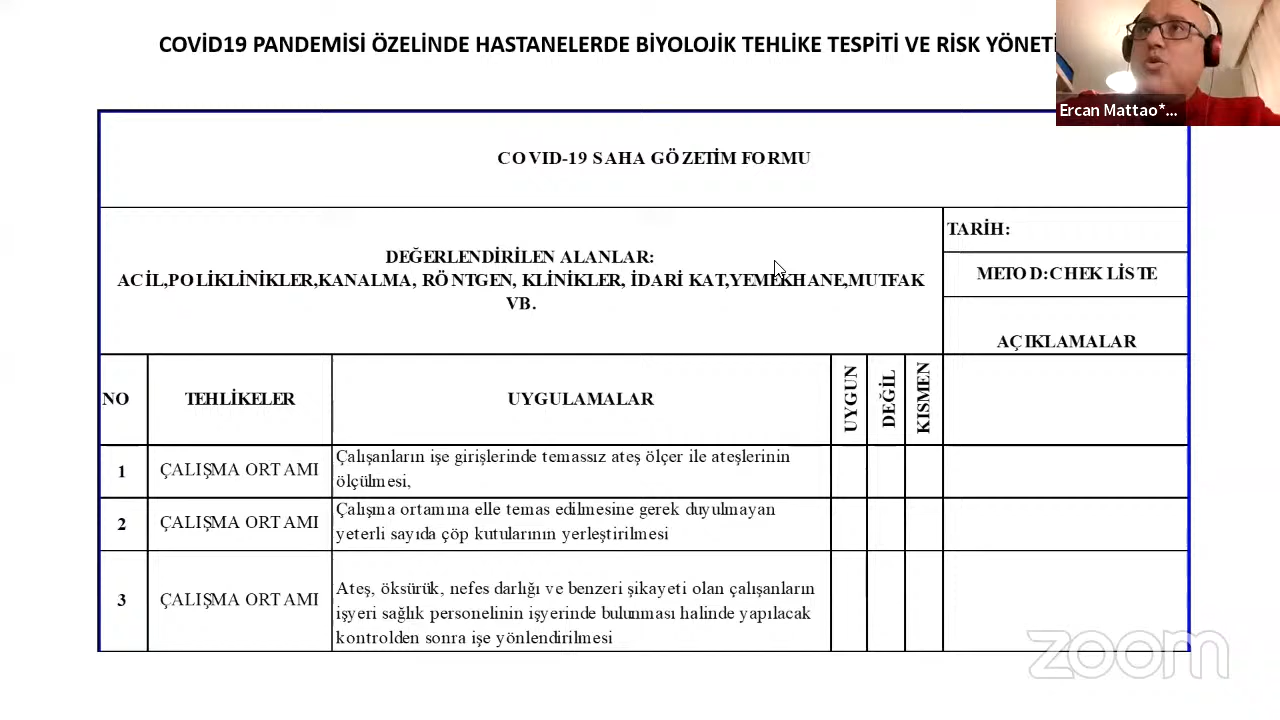 COVİD19 PANDEMİSİ ÖZELİNDE HASTANELERDE BİYOLOJİK TEHLİKE TESPİTİ VE RİSK
Ercan Mattao*...
COVID-19 SAHA GÖZETİM FORMU
DEĞERLENDİRİLEN ALANLAR:
ACİL,POLİKLİNİKLER,KANALMA, RÖNTGEN, KLİNİKLER, İDARİ KAT,YEMEKHANE,MUTFAK
VB.
TARİH:
METOD:CHEK LİSTE
AÇIKLAMALAR
NO
TEHLİKELER
UYGULAMALAR
UYGUN
DEĞİL
KISMEN
1
ÇALIŞMA ORTAMI
Çalışanların işe girişlerinde temassız ateş ölçer ile ateşlerinin
ölçülmesi,
2
ÇALIŞMA ORTAMI
Çalışma ortamına elle temas edilmesine gerek duyulmayan
yeterli sayıda çöp kutularının yerleştirilmesi
3
ÇALIŞMA ORTAMI
Ateş, öksürük, nefes darlığı ve benzeri şikayeti olan çalışanların
işyeri sağlık personelinin işyerinde bulunması halinde yapılacak
kontrolden sonra işe yönlendirilmesi
zoom